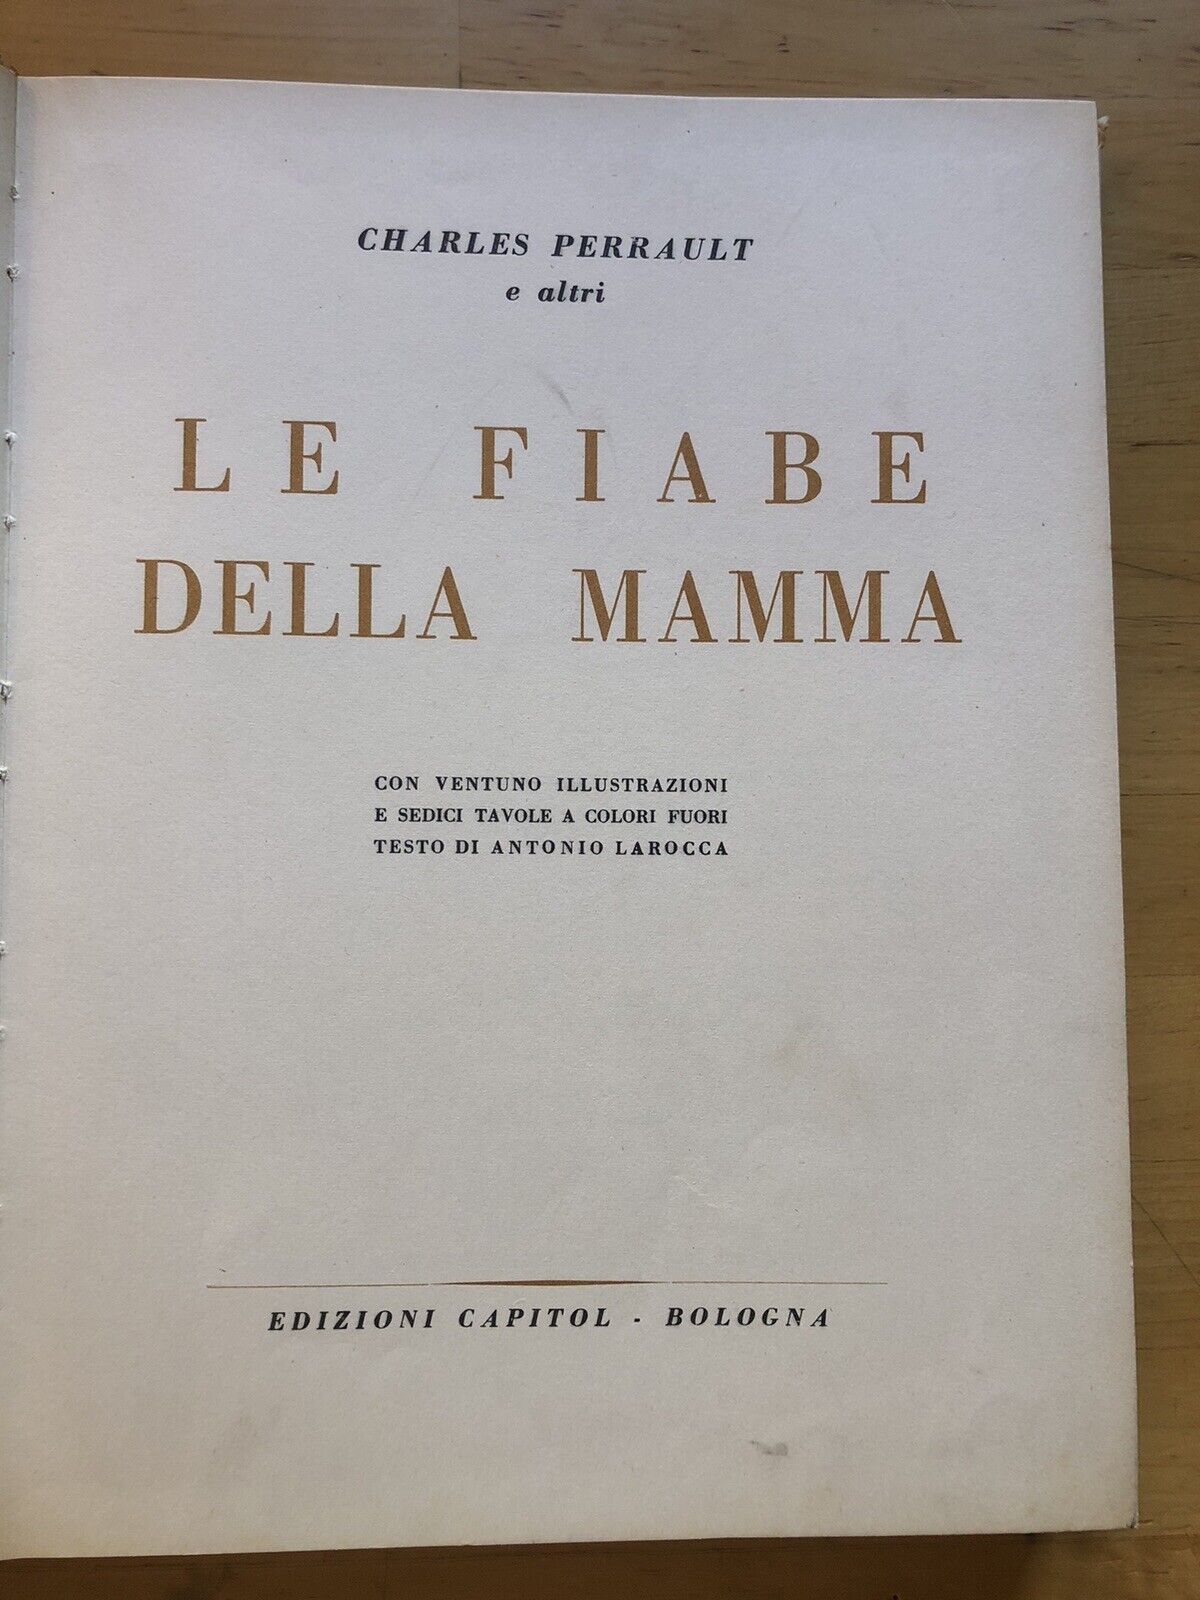 CHARLES PERRAULT
e altri
LE FIABE
DELLA MAMMA
CON VENTUNO ILLUSTRAZIONI
E SEDICI TAVOLE A COLORI FUORI
TESTO DI ANTONIO LAROCCA
EDIZIONI CAPITOL - BOLOGNA